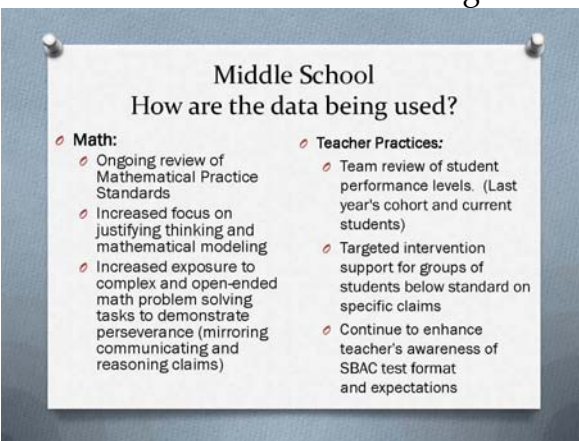 Middle School
How are the data being used?
Math:
Ongoing review of
Mathematical Practice
Standards
Increased focus on
justifying thinking and
mathematical modeling
Increased exposure to
complex and open-ended
math problem solving
tasks to demonstrate
perseverance (mirroring
communicating and
reasoning claims)
Teacher Practices:
Team review of student
performance levels. (Last
year's cohort and current
students)
Targeted intervention
support for groups of
students below standard on
specific claims
Continue to enhance
teacher's awareness of
SBAC test format
and expectations